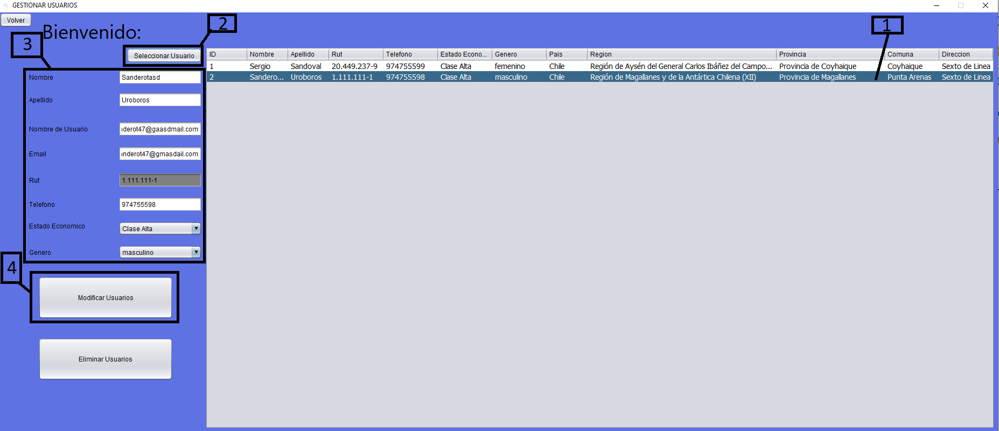 GESTIONAR USUARIOS
Volver
Bienvenido:
2
1
3
Seleccionar Usuario
ID Nombre Apellido Rut Telefono Estado Econo... Genero Pais Region Provincia Comuna Direccion
1 Sergio Sandoval 20.449.237-9 974755599 Clase Alta femenino Chile Región de Aysén del General Carlos Ibáñez del Campo... Provincia de Coyhaique Coyhaique Sexto de Linea
2 Sandero... Uroboros 1.111.111-1 974755598 Clase Alta masculino Chile Región de Magallanes y de la Antártica Chilena (XII) Provincia de Magallanes Punta Arenas Sexto de Linea
Nombre Sanderotasd
Apellido Uroboros
Nombre de Usuario nderot47@gaasdmail.com
Email anderot47@gmasdail.com
Rut 1.111.111-1
Telefono 974755598
Estado Economico Clase Alta
Genero masculino
4
Modificar Usuarios
Eliminar Usuarios